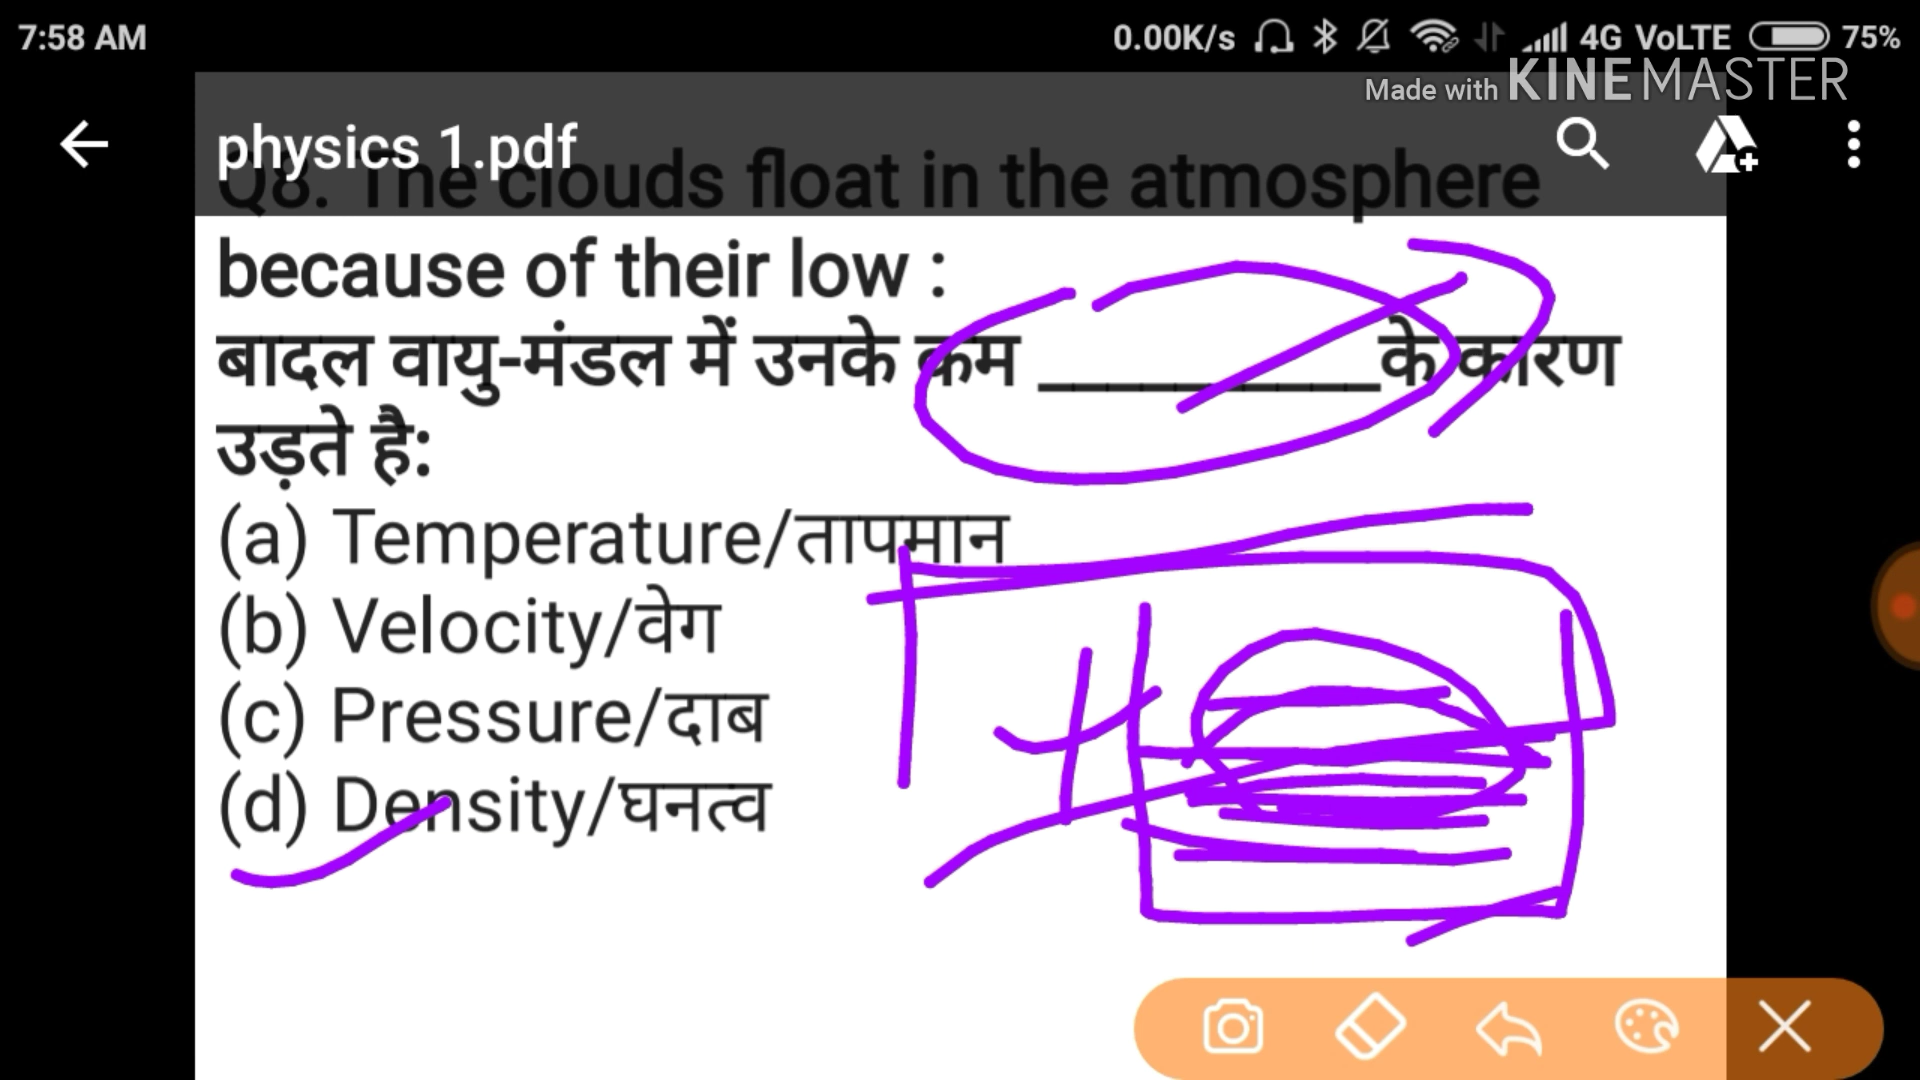 7:58 AM 0.00K/s 4G VoLTE 75%
Made with KINEMASTER
physics 1.pdf
Q8. The clouds float in the atmosphere
because of their low :
बादल वायु-मंडल में उनके कम __________के कारण
उड़ते है:
(a) Temperature/तापमान
(b) Velocity/वेग
(c) Pressure/दाब
(d) Density/घनत्व